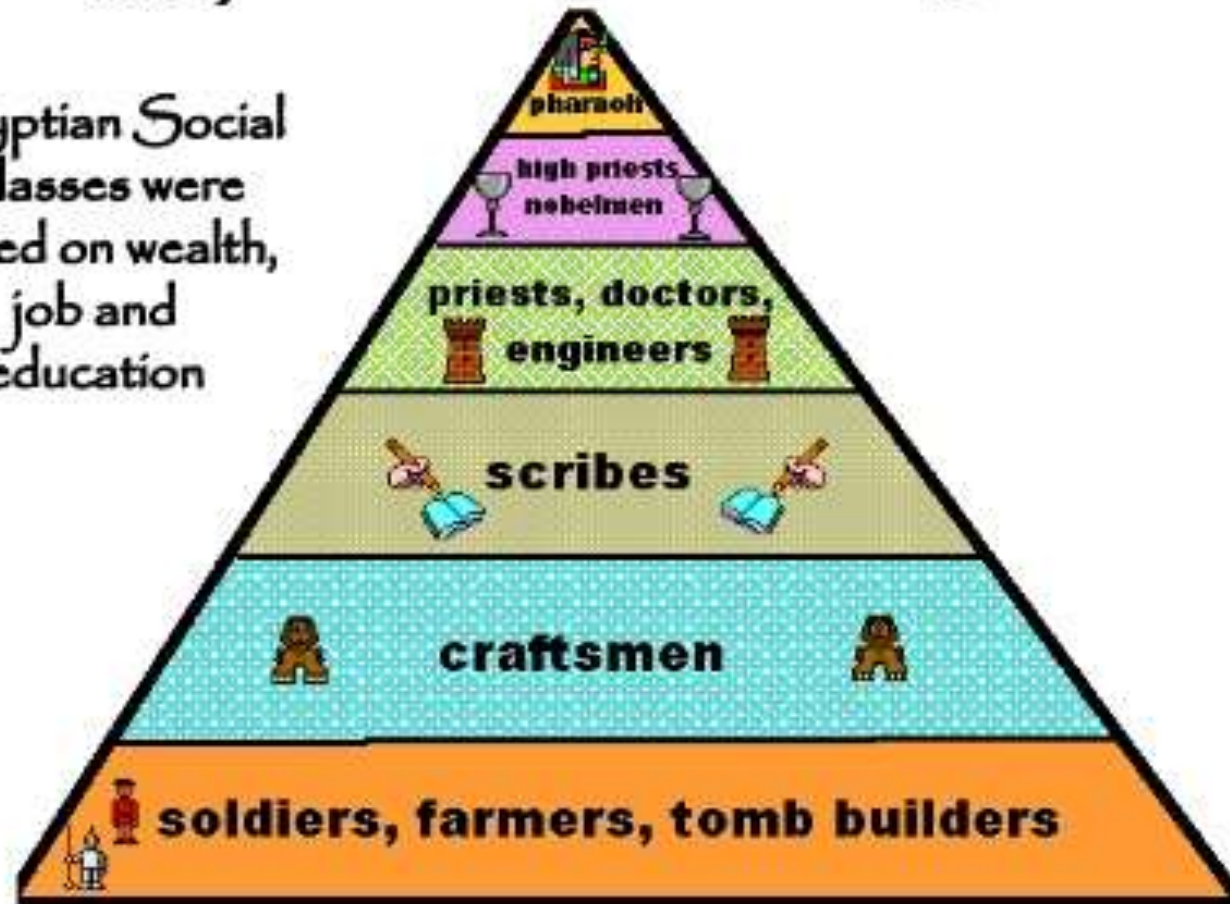 yptian Social
lasses were
ed on wealth,
job and
education
pharaoh
high priests
nobelmen
priests, doctors,
engineers
scribes
craftsmen
soldiers, farmers, tomb builders